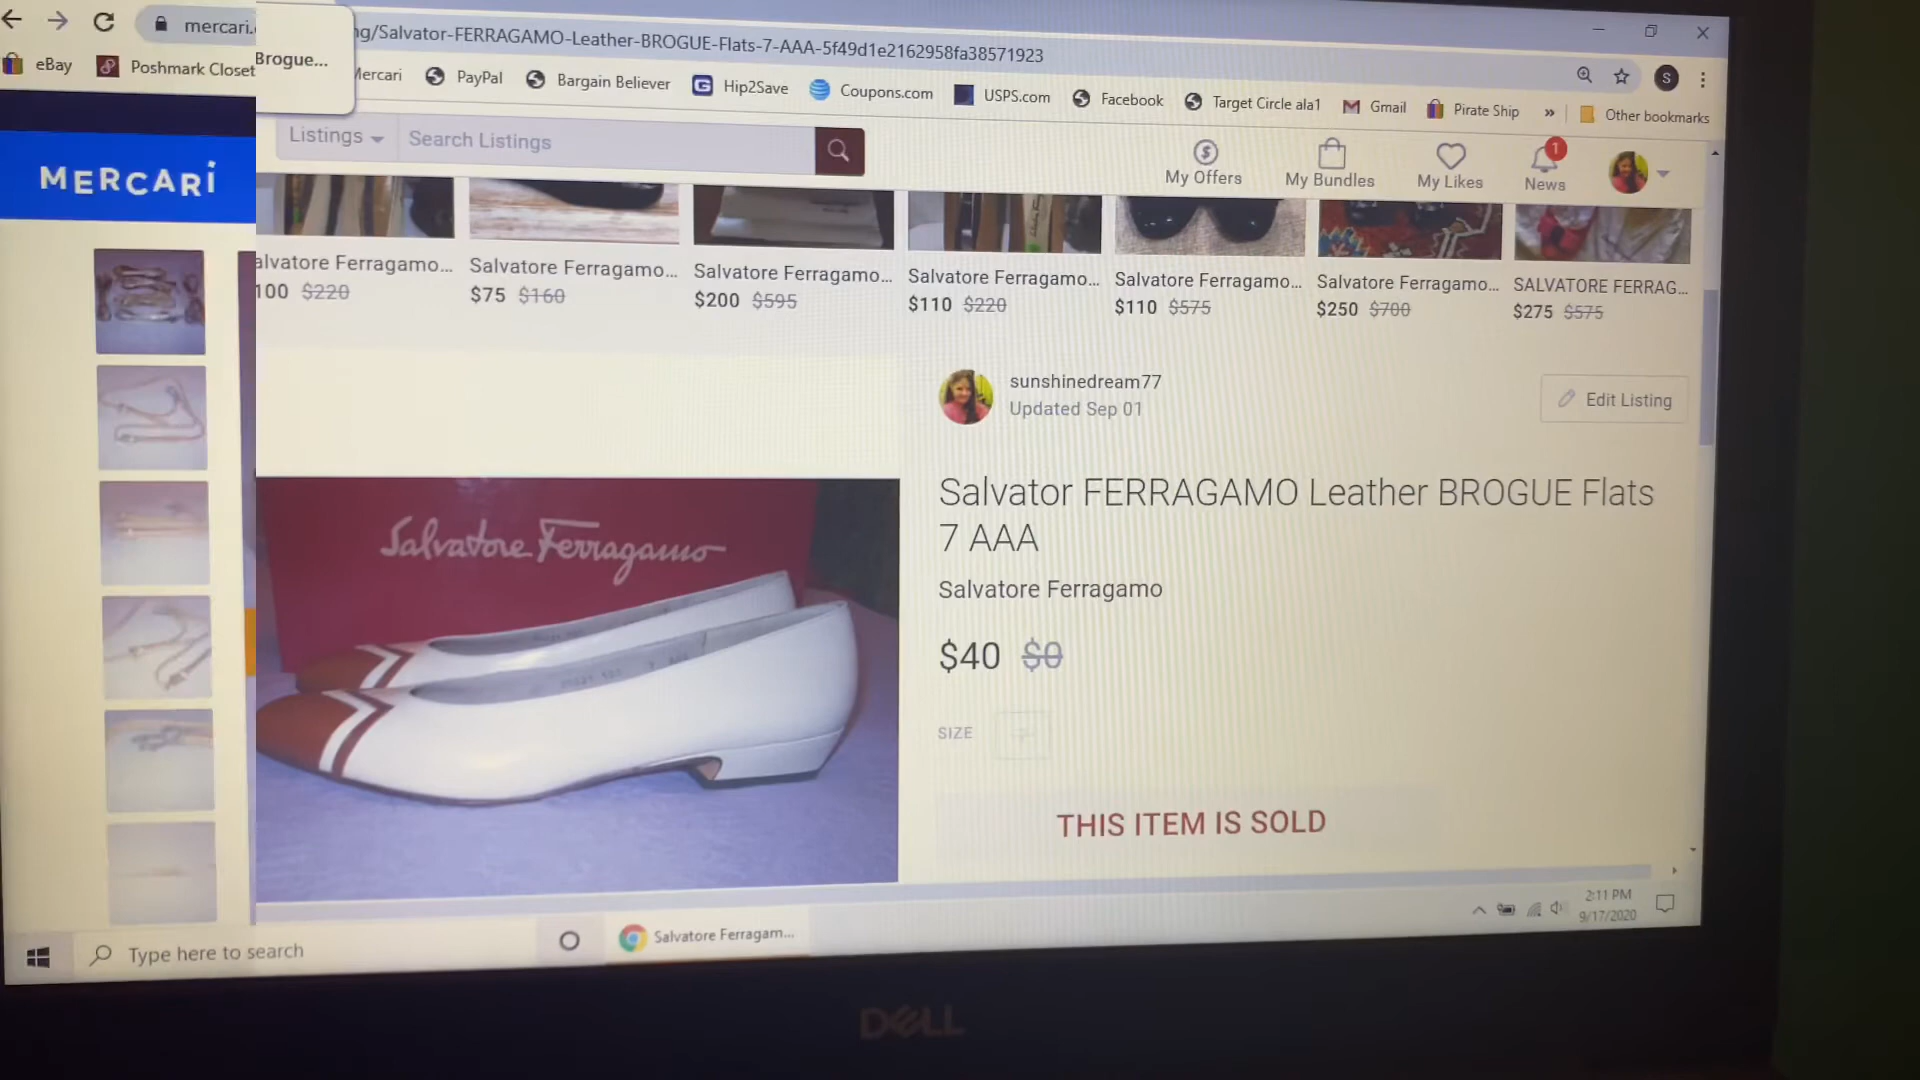 mercari.
ng/Salvator-FERRAGAMO-Leather-BROGUE-Flats-7-AAA-5f49d1e2162958fa38571923
Brogue...
eBay
Poshmark Closet
Mercari
PayPal
Bargain Believer
Hip2Save
Coupons.com
USPS.com
Facebook
Target Circle ala1
Gmail
Pirate Ship
»
Other bookmarks
S
MERCARI
Listings
Search Listings
My Offers
My Bundles
My Likes
1
News
alvatore Ferragamo...
100 $220
Salvatore Ferragamo...
$75 $160
Salvatore Ferragamo...
$200 $595
Salvatore Ferragamo...
$110 $220
Salvatore Ferragamo...
$110 $575
Salvatore Ferragamo...
$250 $700
SALVATORE FERRAG...
$275 $575
sunshinedream77
Updated Sep 01
Edit Listing
Salvatore Ferragamo
Salvator FERRAGAMO Leather BROGUE Flats
7 AAA
Salvatore Ferragamo
$40 $0
SIZE
THIS ITEM IS SOLD
2:11 PM
9/17/2020
Type here to search
Salvatore Ferragam...
DELL